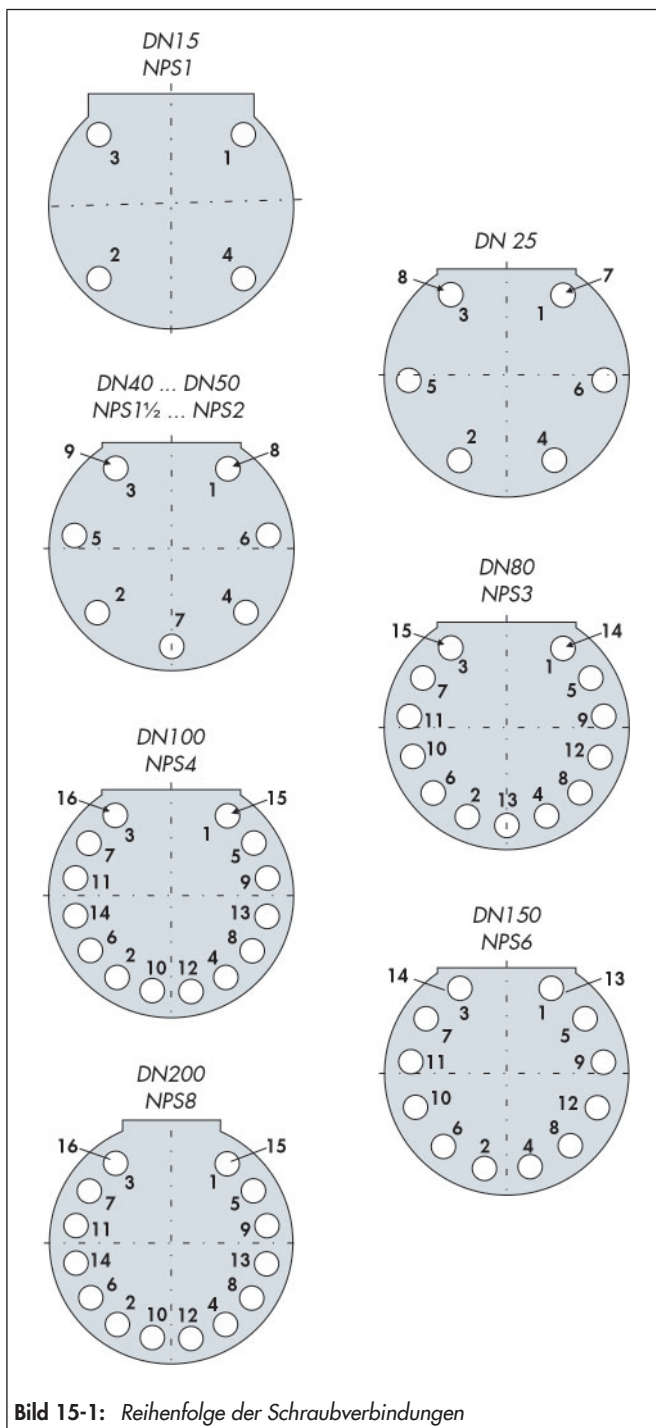 DN15
NPS1
3 1
2 4
DN 25
8 7
3 1
5 6
2 4
DN40 ... DN50
NPS1½ ... NPS2
9 8
3 1
5 6
2 4
7
DN80
NPS3
15 14
3 1
7 5
11 9
10 12
6 8
2 13 4
DN100
NPS4
16 15
3 1
7 5
11 9
14 13
6 8
2 10 12 4
DN150
NPS6
14 13
3 1
7 5
11 9
10 12
6 8
2 4
DN200
NPS8
16 15
3 1
7 5
11 9
14 13
6 8
2 10 12 4
Bild 15-1: Reihenfolge der Schraubverbindungen